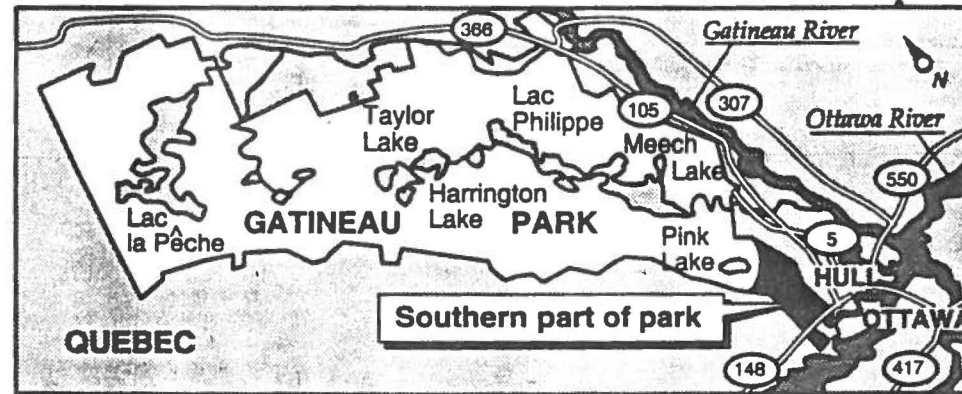 366
Gatineau River
N
307
Ottawa River
105
550
Taylor
Lake
Lac
Philippe
Meech
Lake
Harrington
Lake
Lac
la Pêche
GATINEAU PARK
Pink
Lake
5
HULL
OTTAWA
Southern part of park
QUEBEC
148
417